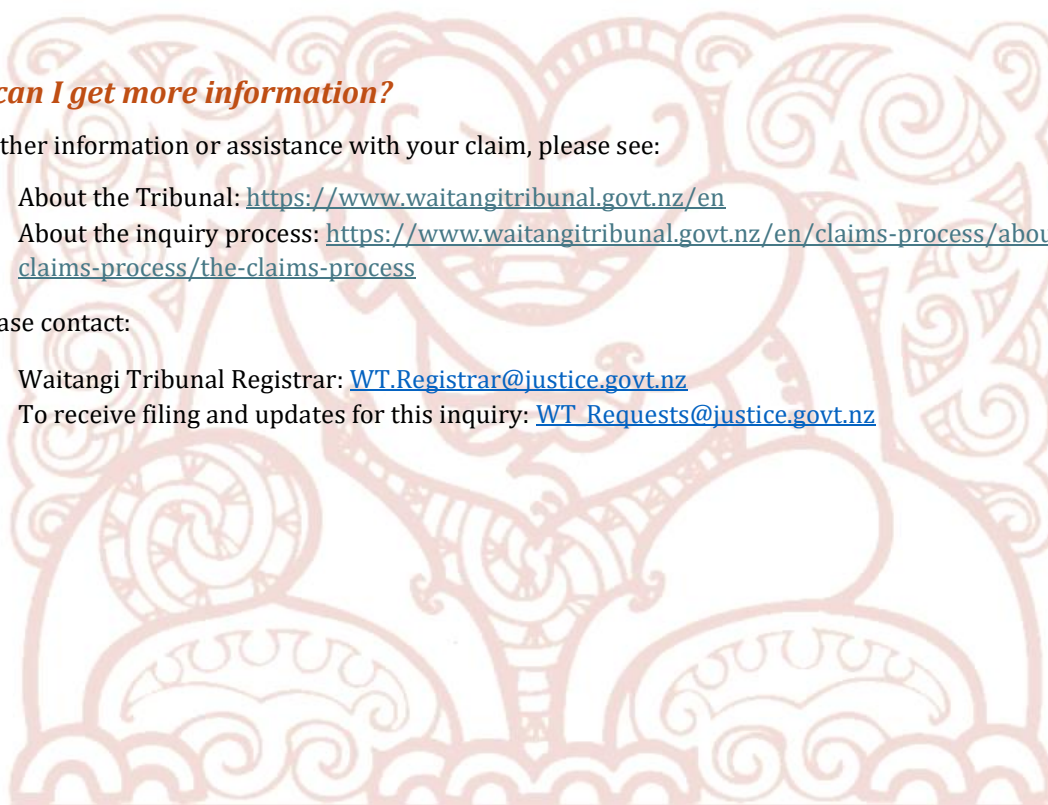 can I get more information?
ther information or assistance with your claim, please see:
About the Tribunal: https://www.waitangitribunal.govt.nz/en
About the inquiry process: https://www.waitangitribunal.govt.nz/en/claims-process/abou
claims-process/the-claims-process
ase contact:
Waitangi Tribunal Registrar: WT.Registrar@justice.govt.nz
To receive filing and updates for this inquiry: WT_Requests@justice.govt.nz